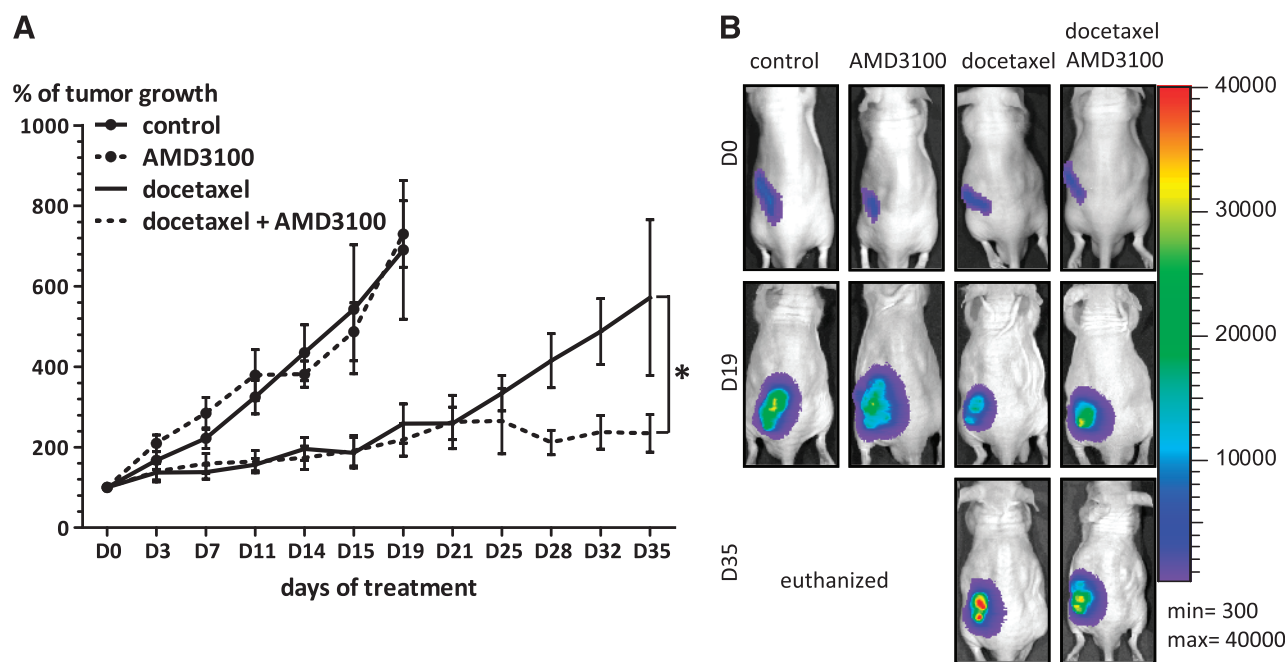 A
% of tumor growth
1000
800
600
400
200
0
control
AMD3100
docetaxel
docetaxel + AMD3100
*
D0 D3 D7 D11 D14 D15 D19 D21 D25 D28 D32 D35
days of treatment
B
control AMD3100 docetaxel docetaxel
AMD3100
D0
D19
D35
euthanized
40000
30000
20000
10000
min= 300
max= 40000